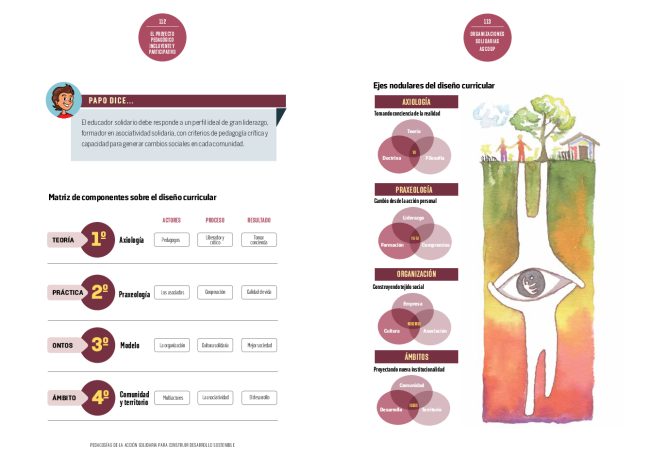 112
EL PROYECTO
PEDAGÓGICO
INCLUYENTE Y
PARTICIPATIVO
PAPO DICE...
El educador solidario debe responde a un perfil ideal de gran liderazgo,
formador en asociatividad solidaria, con criterios de pedagogía crítica y
capacidad para generar cambios sociales en cada comunidad.
Matriz de componentes sobre el diseño curricular
ACTORES PROCESO RESULTADO
TEORÍA 1º Axiología Pedagogos Liberador y crítico Tomar conciencia
PRÁCTICA 2º Praxeología Los asociados Cooperación Calidad de vida
ONTOS 3º Modelo La organización Cultura solidaria Mejor sociedad
ÁMBITO 4º Comunidad y territorio Multiactores La asociatividad El desarrollo
PEDAGOGÍAS DE LA ACCIÓN SOLIDARIA PARA CONSTRUIR DESARROLLO SOSTENIBLE
113
ORGANIZACIONES
SOLIDARIAS
ASCOOP
Ejes nodulares del diseño curricular
AXIOLOGÍA
Tomando conciencia de la realidad
Teoría
YO
Doctrina Filosofía
PRAXEOLOGÍA
Cambio desde la acción personal
Liderazgo
Formación Compromiso
ORGANIZACIÓN
Construyendo tejido social
Empresa
NOSOTROS
Cultura Asociación
ÁMBITOS
Proyectando nueva institucionalidad
Comunidad
TODOS
Desarrollo Territorio